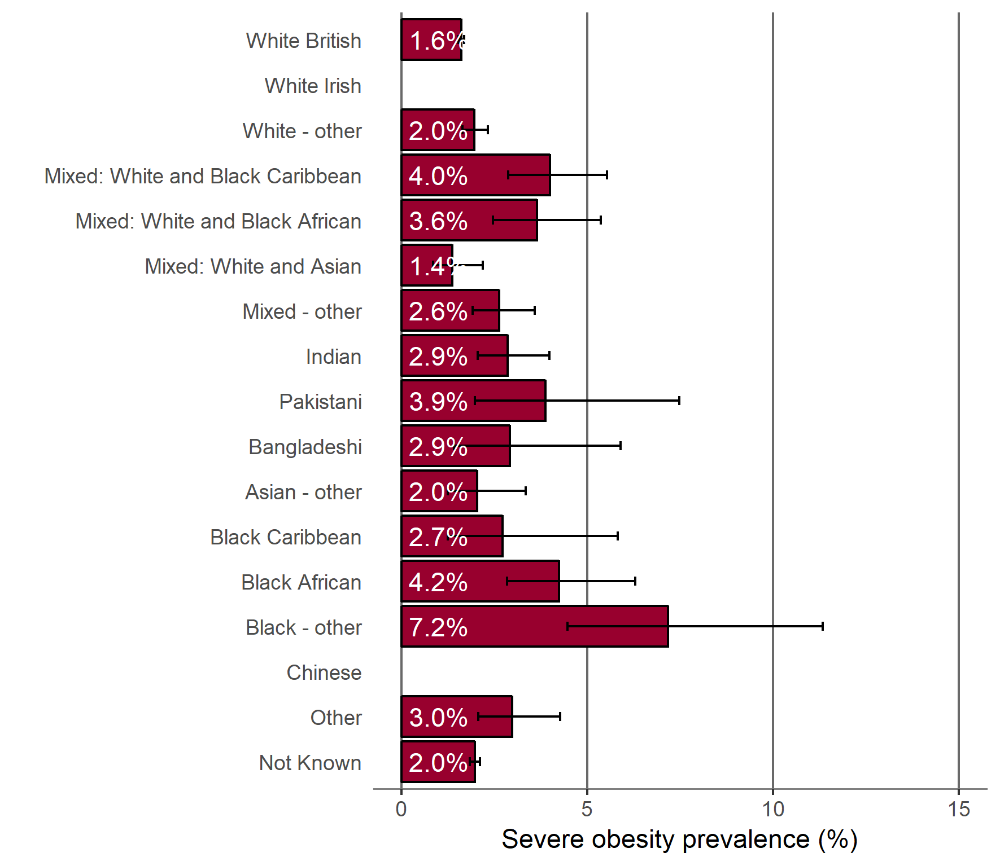 White British 1.6%
White Irish
White - other 2.0%
Mixed: White and Black Caribbean 4.0%
Mixed: White and Black African 3.6%
Mixed: White and Asian 1.4%
Mixed - other 2.6%
Indian 2.9%
Pakistani 3.9%
Bangladeshi 2.9%
Asian - other 2.0%
Black Caribbean 2.7%
Black African 4.2%
Black - other 7.2%
Chinese
Other 3.0%
Not Known 2.0%
0 5 10 15
Severe obesity prevalence (%)